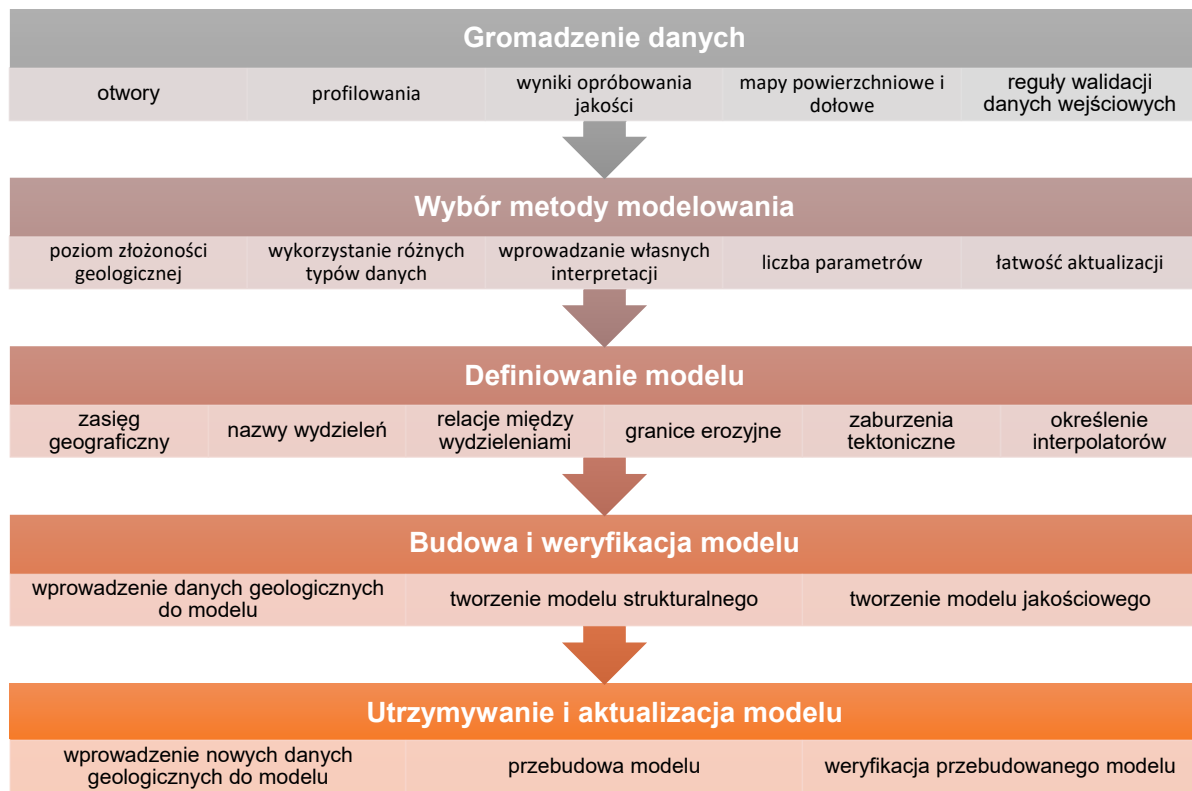 Gromadzenie danych
otwory
profilowania
wyniki opróbowania
jakości
mapy powierzchniowe i
dołowe
reguły walidacji
danych wejściowych
Wybór metody modelowania
poziom złożoności
geologicznej
wykorzystanie różnych
typów danych
wprowadzanie własnych
interpretacji
liczba parametrów
łatwość aktualizacji
Definiowanie modelu
zasięg
geograficzny
nazwy wydzieleń
relacje między
wydzieleniami
granice erozyjne
zaburzenia
tektoniczne
określenie
interpolatorów
Budowa i weryfikacja modelu
wprowadzenie danych geologicznych
do modelu
tworzenie modelu strukturalnego
tworzenie modelu jakościowego
Utrzymywanie i aktualizacja modelu
wprowadzenie nowych danych
geologicznych do modelu
przebudowa modelu
weryfikacja przebudowanego modelu